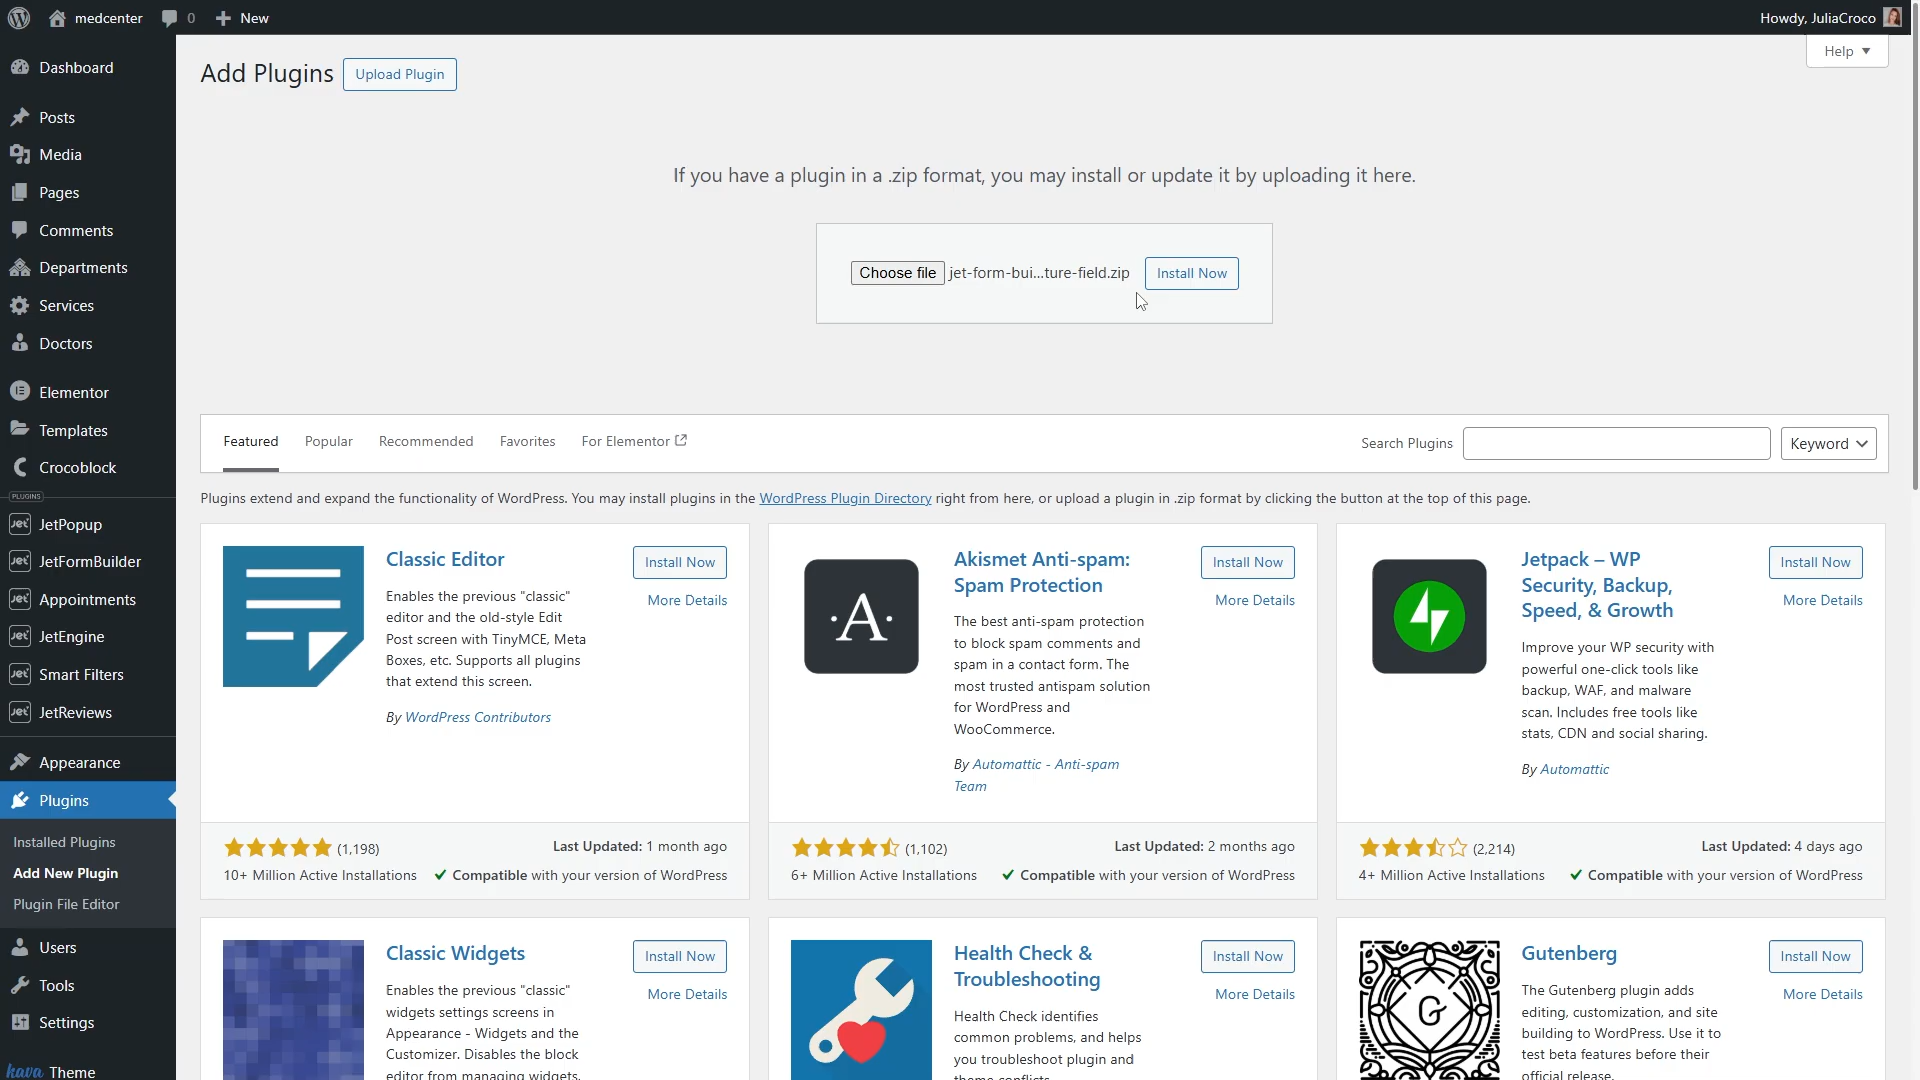 medcenter
0
New
Howdy, JuliaCroco
Help
Dashboard
Posts
Media
Pages
Comments
Departments
Services
Doctors
Elementor
Templates
Crocoblock
PLUGINS
JetPopup
JetFormBuilder
Appointments
JetEngine
Smart Filters
JetReviews
Appearance
Plugins
Installed Plugins
Add New Plugin
Plugin File Editor
Users
Tools
Settings
kava Theme
Add Plugins
Upload Plugin
If you have a plugin in a .zip format, you may install or update it by uploading it here.
Choose file jet-form-bui...ture-field.zip Install Now
Featured Popular Recommended Favorites For Elementor
Search Plugins Keyword
Plugins extend and expand the functionality of WordPress. You may install plugins in the WordPress Plugin Directory right from here, or upload a plugin in .zip format by clicking the button at the top of this page.
Classic Editor
Install Now
More Details
Enables the previous "classic"
editor and the old-style Edit
Post screen with TinyMCE, Meta
Boxes, etc. Supports all plugins
that extend this screen.
By WordPress Contributors
(1,198)
Last Updated: 1 month ago
10+ Million Active Installations
Compatible with your version of WordPress
·A·
Akismet Anti-spam:
Spam Protection
Install Now
More Details
The best anti-spam protection
to block spam comments and
spam in a contact form. The
most trusted antispam solution
for WordPress and
WooCommerce.
By Automattic - Anti-spam
Team
(1,102)
Last Updated: 2 months ago
6+ Million Active Installations
Compatible with your version of WordPress
Jetpack – WP
Security, Backup,
Speed, & Growth
Install Now
More Details
Improve your WP security with
powerful one-click tools like
backup, WAF, and malware
scan. Includes free tools like
stats, CDN and social sharing.
By Automattic
(2,214)
Last Updated: 4 days ago
4+ Million Active Installations
Compatible with your version of WordPress
Classic Widgets
Install Now
More Details
Enables the previous "classic"
widgets settings screens in
Appearance - Widgets and the
Customizer. Disables the block
editor from managing widgets.
Health Check &
Troubleshooting
Install Now
More Details
Health Check identifies
common problems, and helps
you troubleshoot plugin and
theme conflicts.
G
Gutenberg
Install Now
More Details
The Gutenberg plugin adds
editing, customization, and site
building to WordPress. Use it to
test beta features before their
official release.